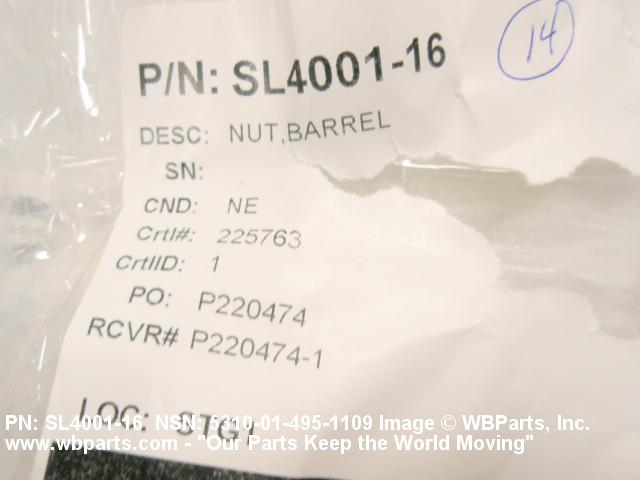 14
P/N: SL4001-16
DESC: NUT,BARREL
SN:
CND: NE
Crtl#: 225763
CrtlID: 1
PO: P220474
RCVR# P220474-1
LOC: STG1
PN: SL4001-16. NSN: 5310-01-495-1109 Image © WBParts, Inc.
www.wbparts.com - "Our Parts Keep the World Moving"